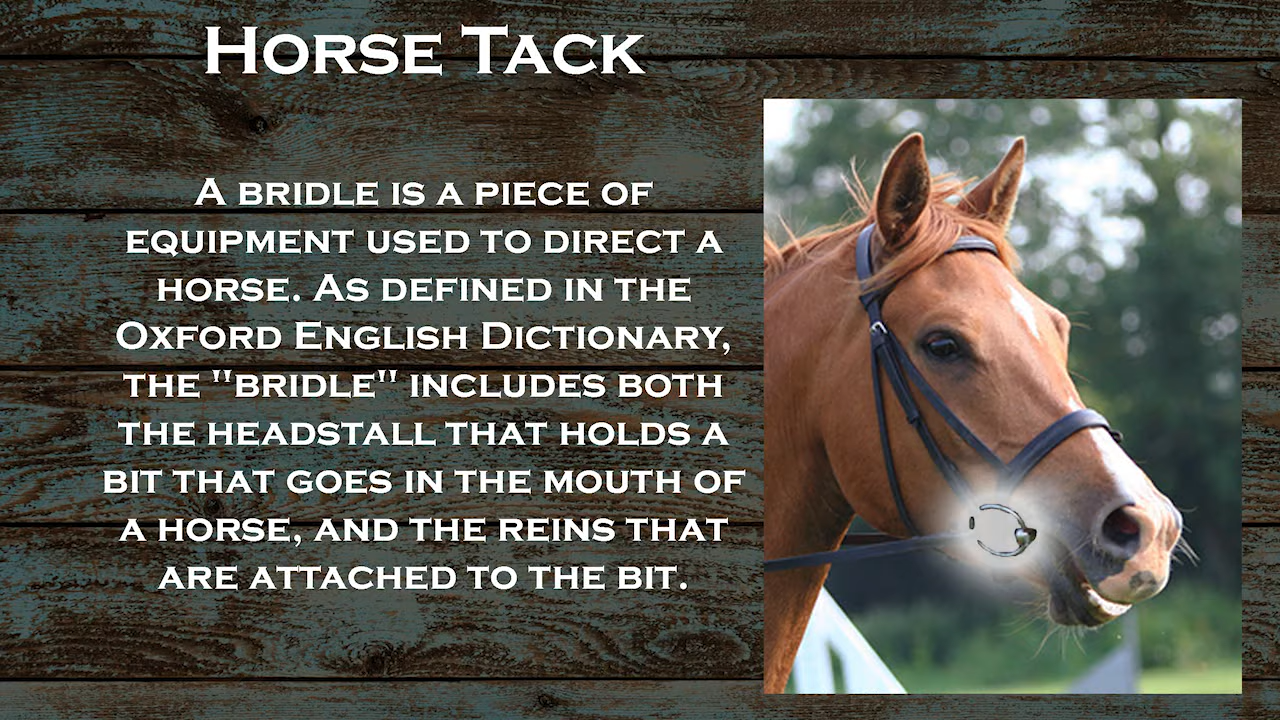 Horse Tack
A bridle is a piece of
equipment used to direct a
horse. As defined in the
Oxford English Dictionary,
the "bridle" includes both
the headstall that holds a
bit that goes in the mouth of
a horse, and the reins that
are attached to the bit.